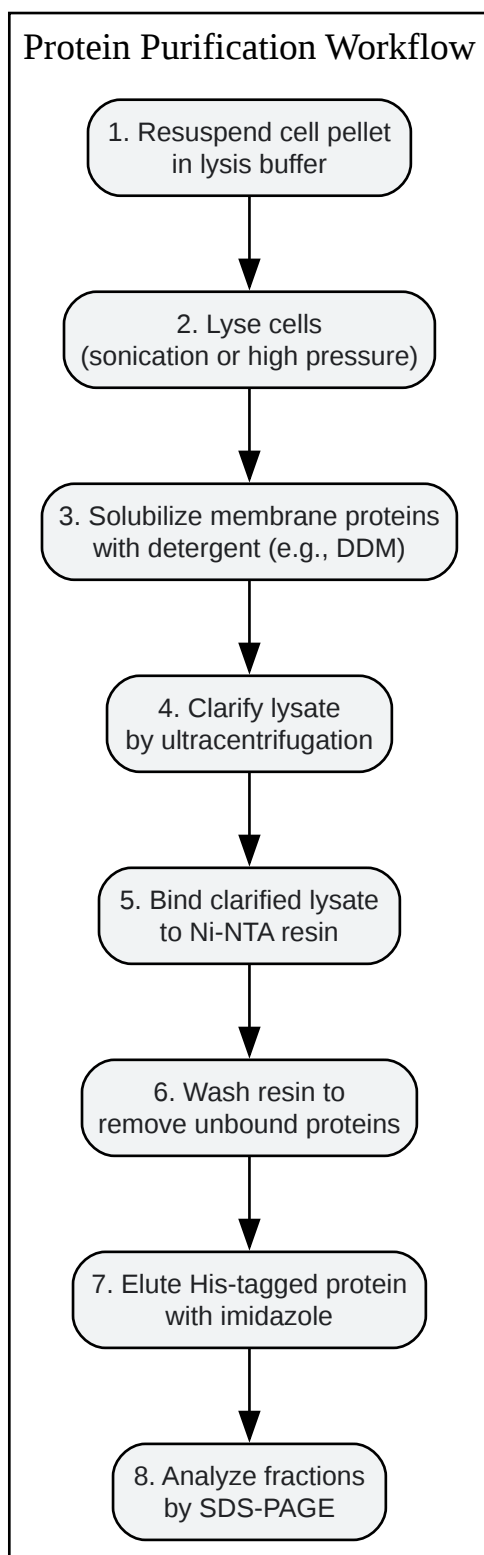 Protein Purification Workflow
1. Resuspend cell pellet
in lysis buffer
2. Lyse cells
(sonication or high pressure)
3. Solubilize membrane proteins
with detergent (e.g., DDM)
4. Clarify lysate
by ultracentrifugation
5. Bind clarified lysate
to Ni-NTA resin
6. Wash resin to
remove unbound proteins
7. Elute His-tagged protein
with imidazole
8. Analyze fractions
by SDS-PAGE